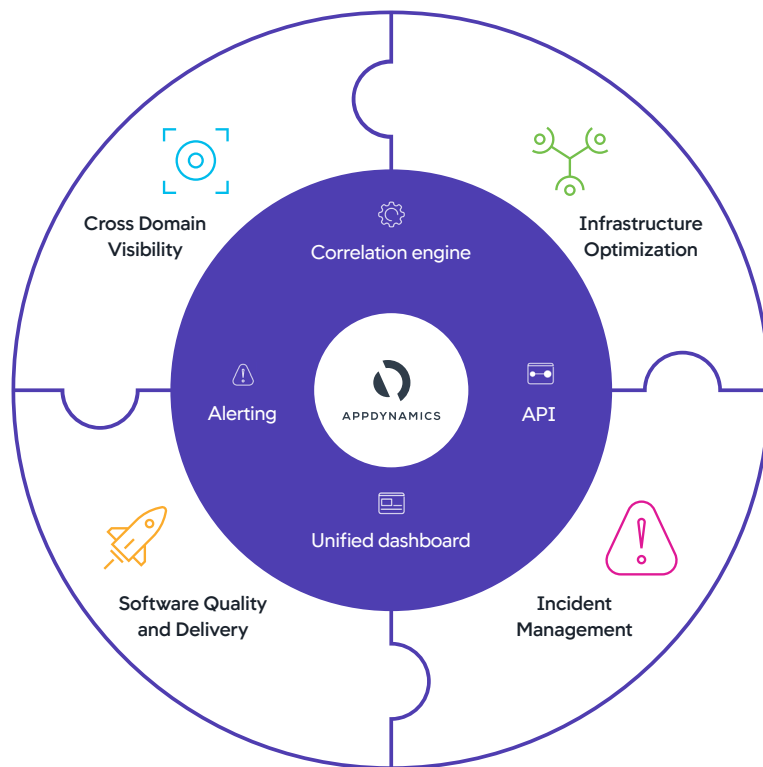 Cross Domain
Visibility
Infrastructure
Optimization
Correlation engine
Alerting
APPDYNAMICS
API
Unified dashboard
Software Quality
and Delivery
Incident
Management